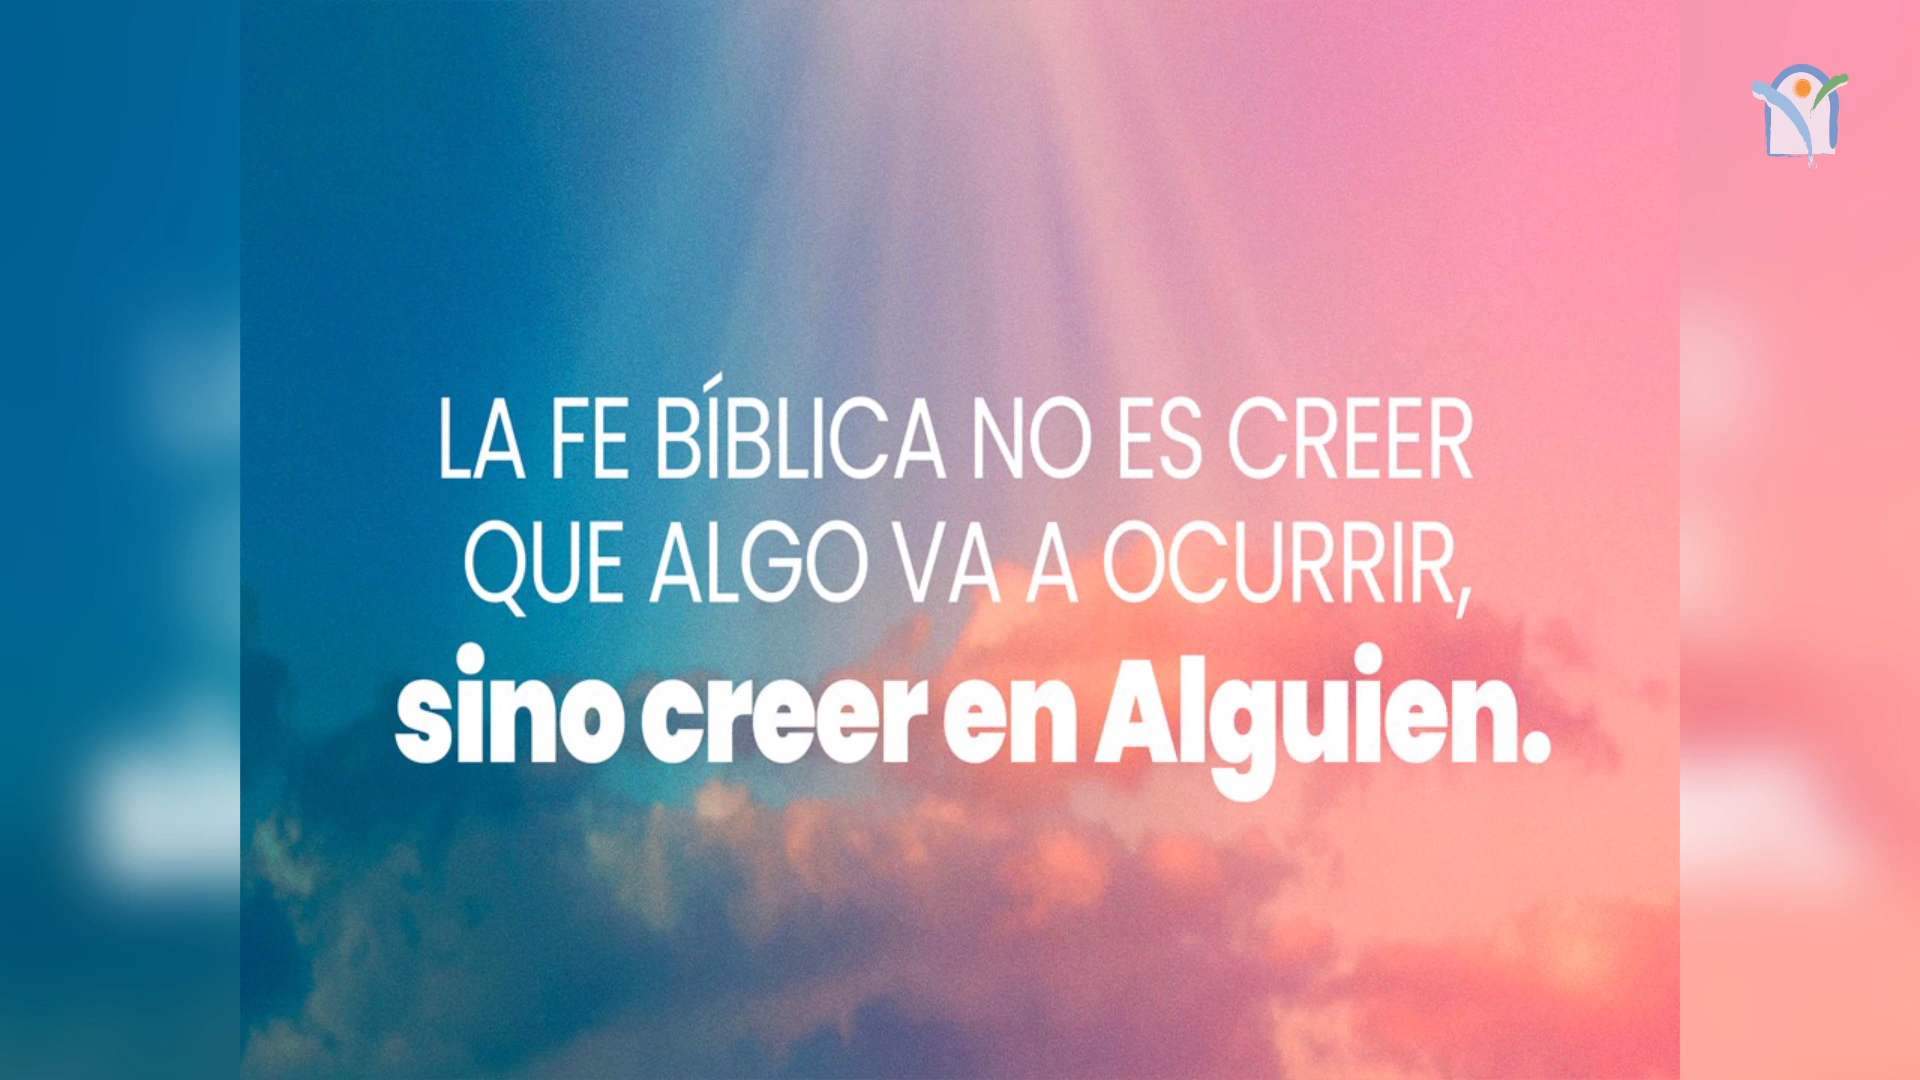 LA FE BÍBLICA NO ES CREER
QUE ALGO VA A OCURRIR,
sino creer en Alguien.